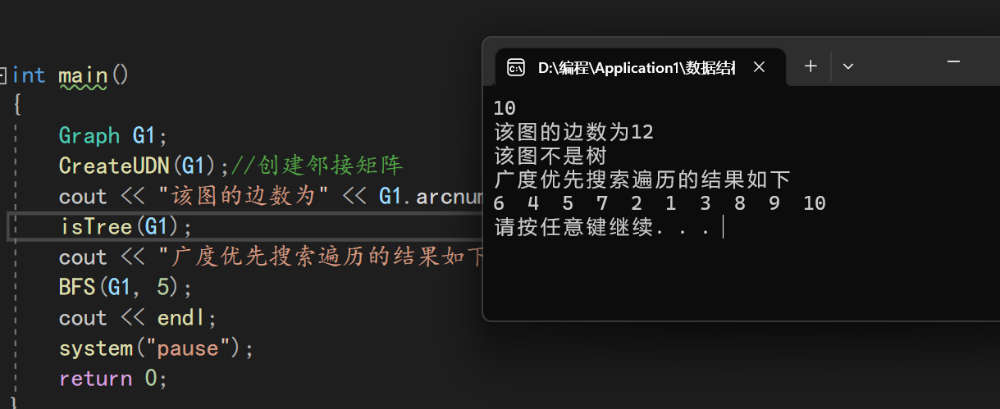 int main()
{
Graph G1;
CreateUDN(G1);//创建邻接矩阵
cout << "该图的边数为" << G1.arcnum
isTree(G1);
cout << "广度优先搜索遍历的结果如下
BFS(G1, 5);
cout << endl;
system("pause");
return 0;
}
D:\编程\Application1\数据结构
10
该图的边数为12
该图不是树
广度优先搜索遍历的结果如下
6 4 5 7 2 1 3 8 9 10
请按任意键继续. . .